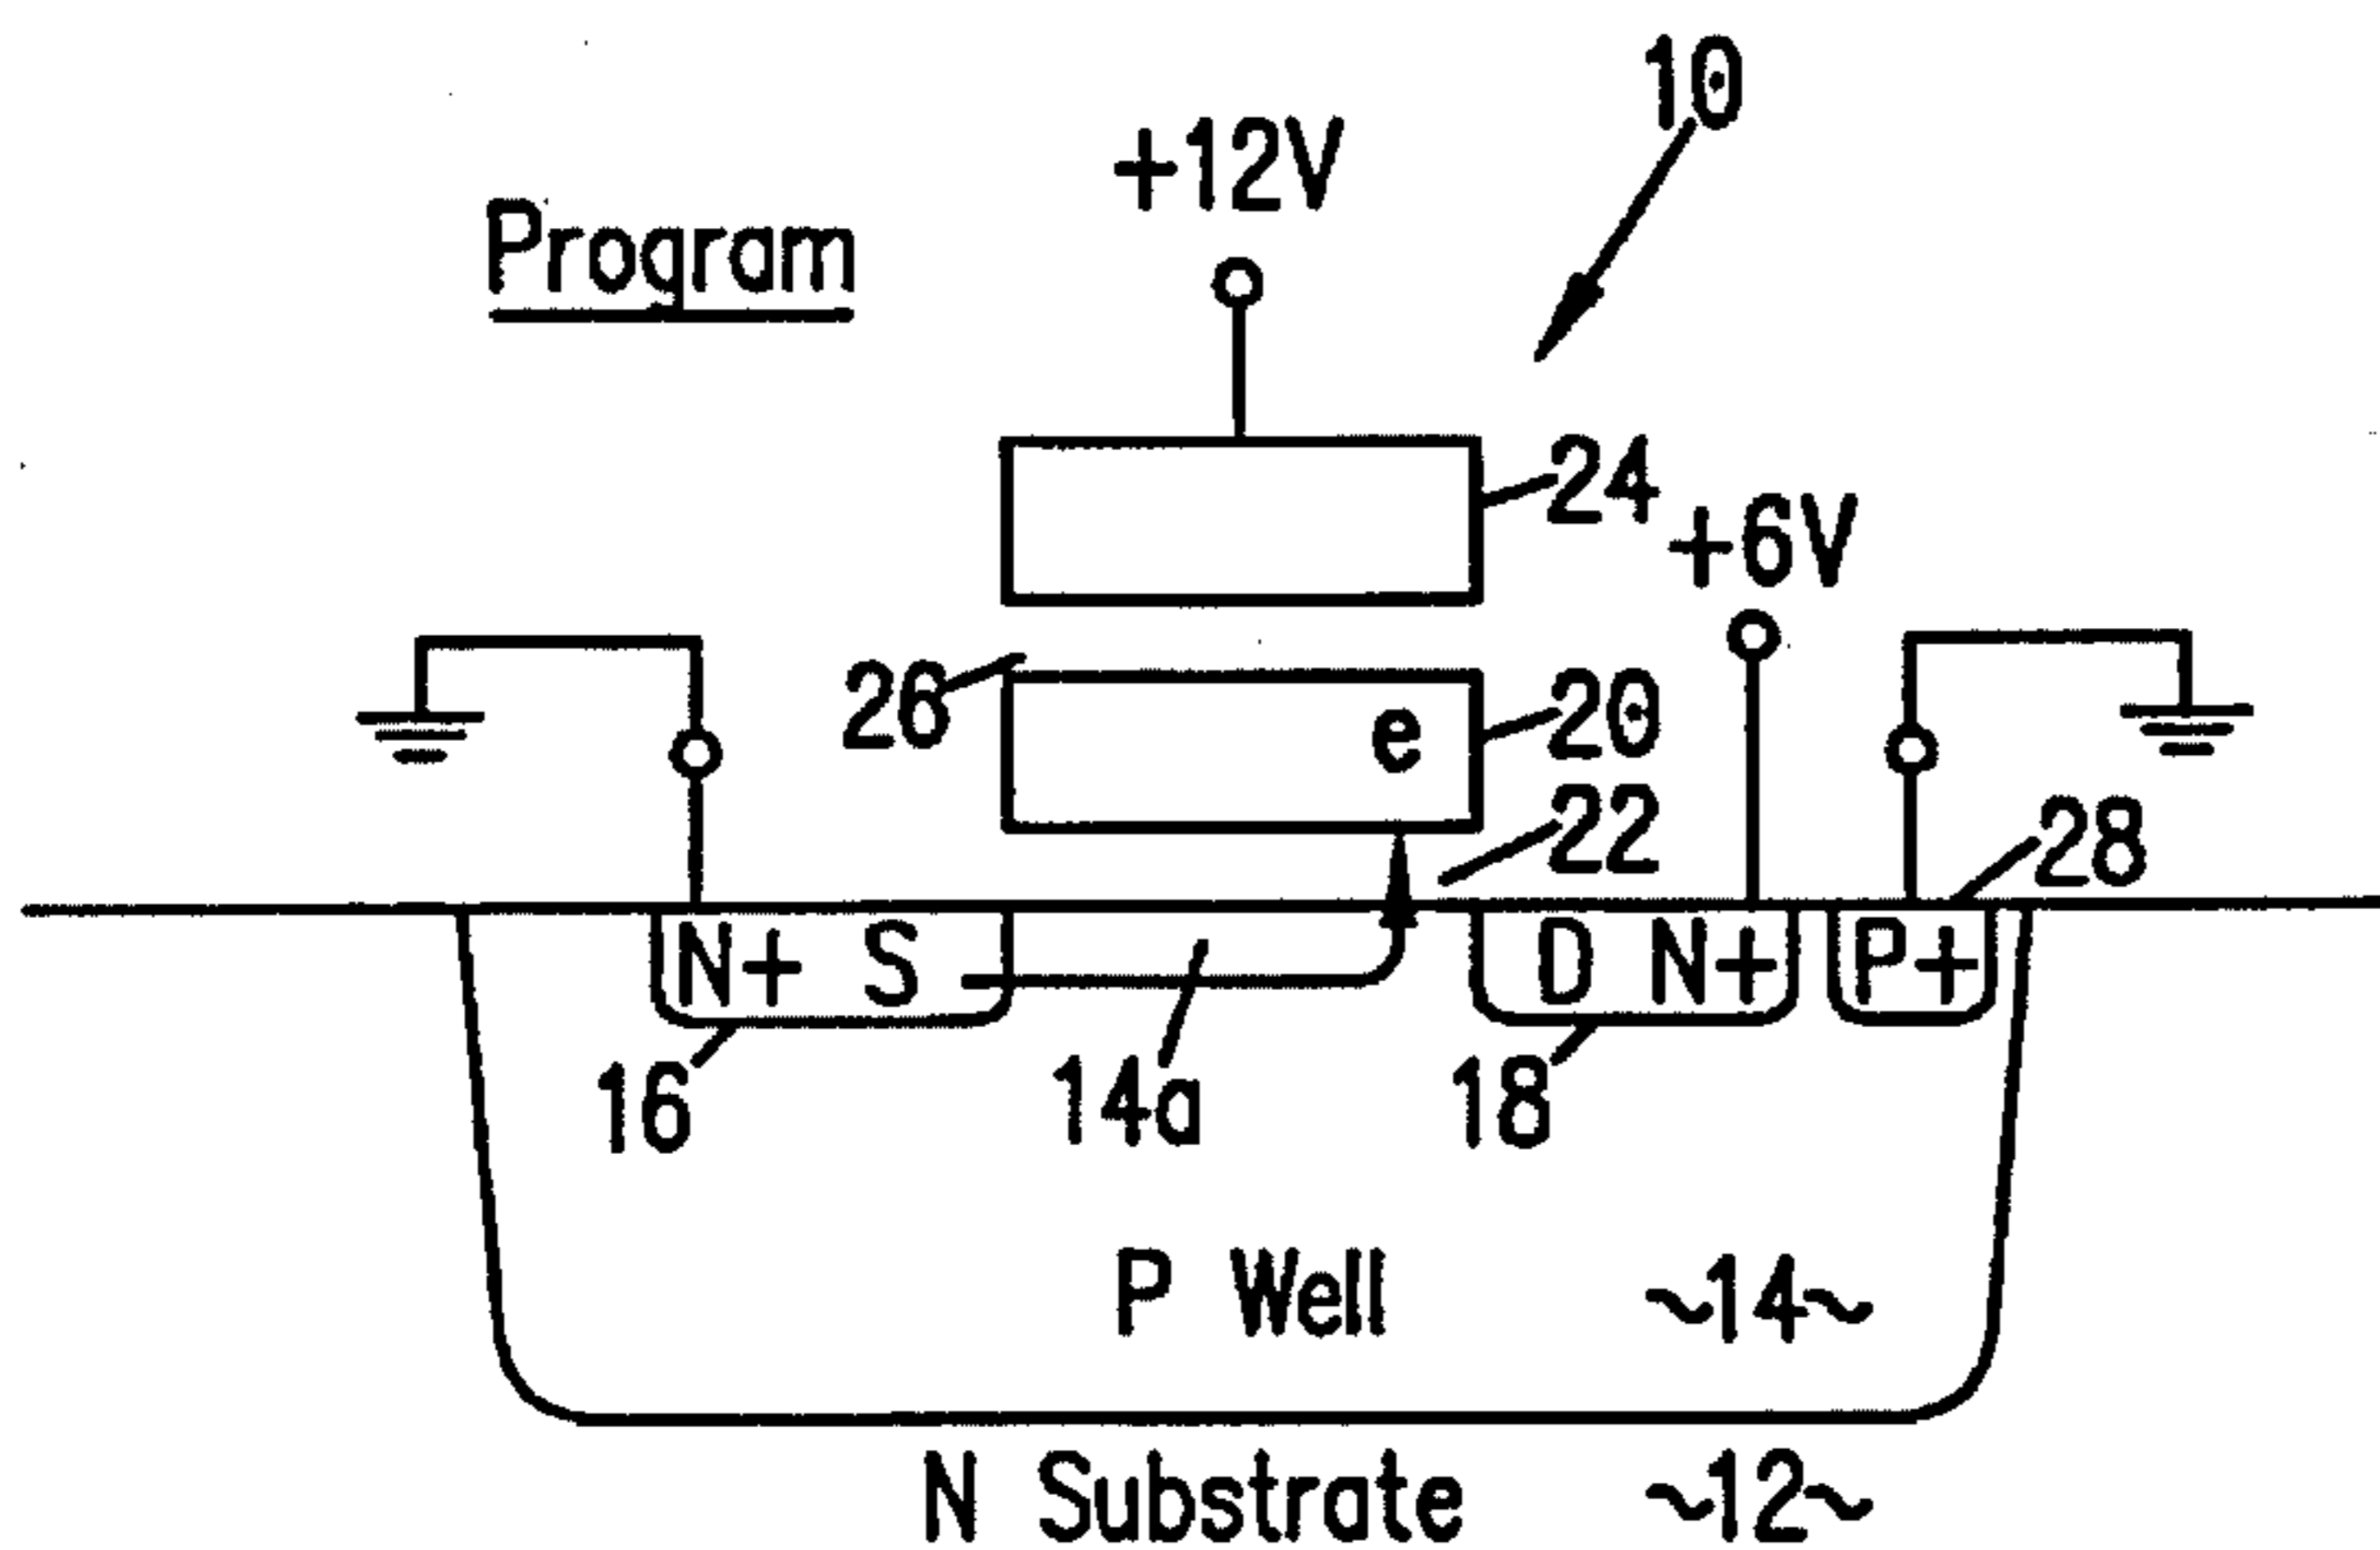 10
+12V
Program
24
+6V
26
e
20
22
28
N+ S
D N+
P+
16
14a
18
P Well ~14~
N Substrate ~12~